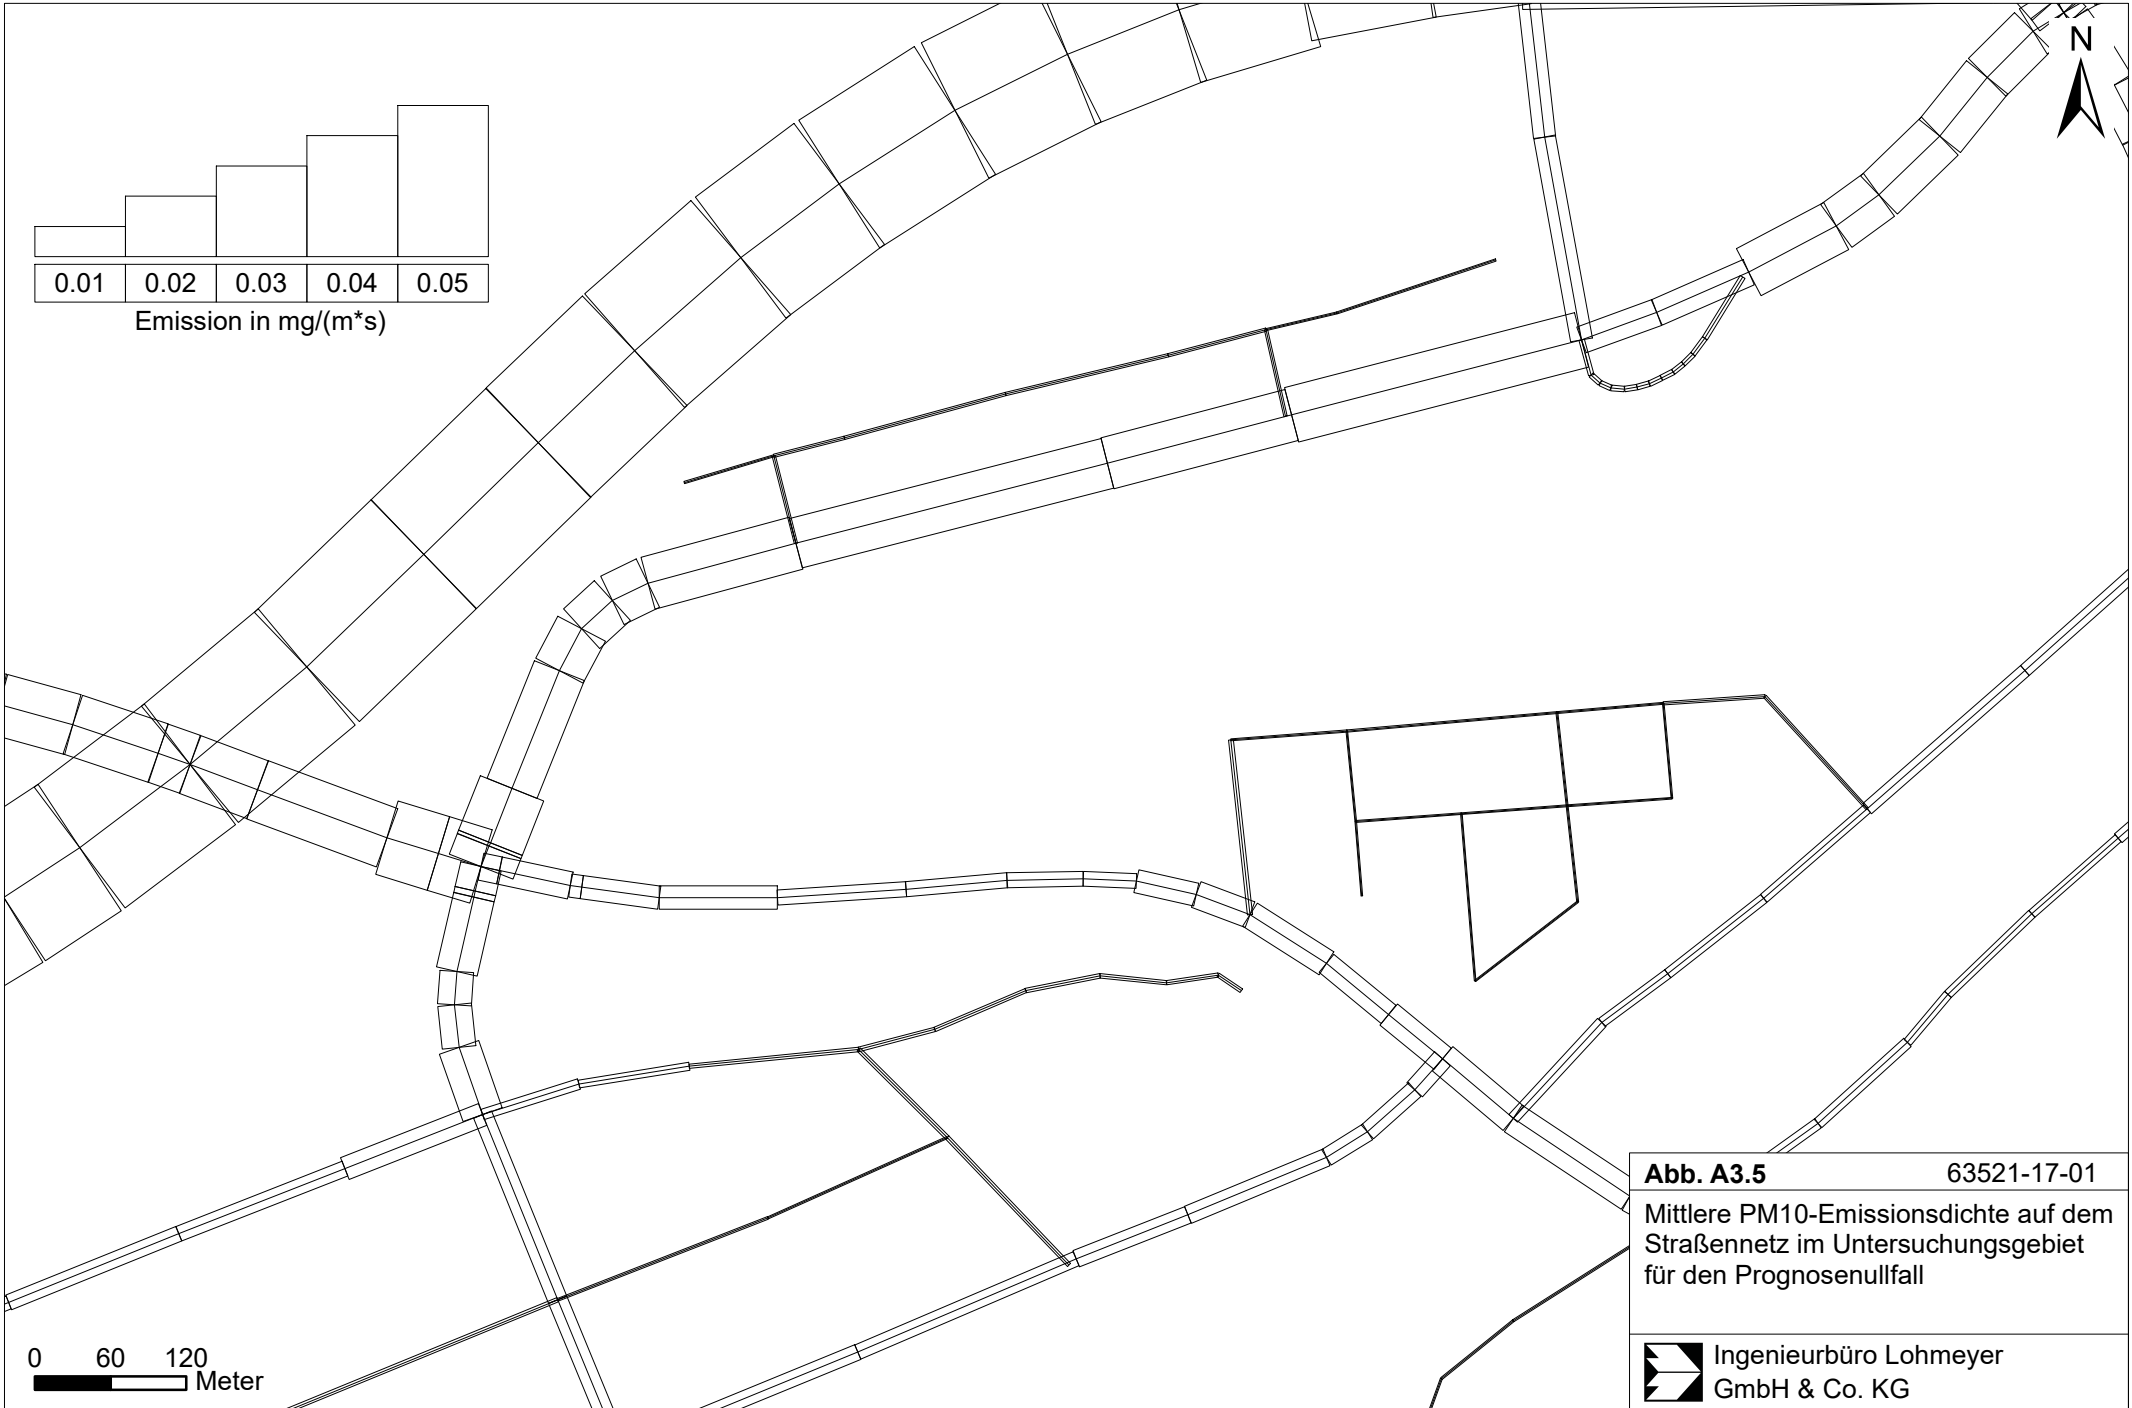 N
0.01 0.02 0.03 0.04 0.05
Emission in mg/(m*s)
Abb. A3.5 63521-17-01
Mittlere PM10-Emissionsdichte auf dem
Straßennetz im Untersuchungsgebiet
für den Prognosenullfall
0 60 120
Meter
Ingenieurbüro Lohmeyer
GmbH & Co. KG